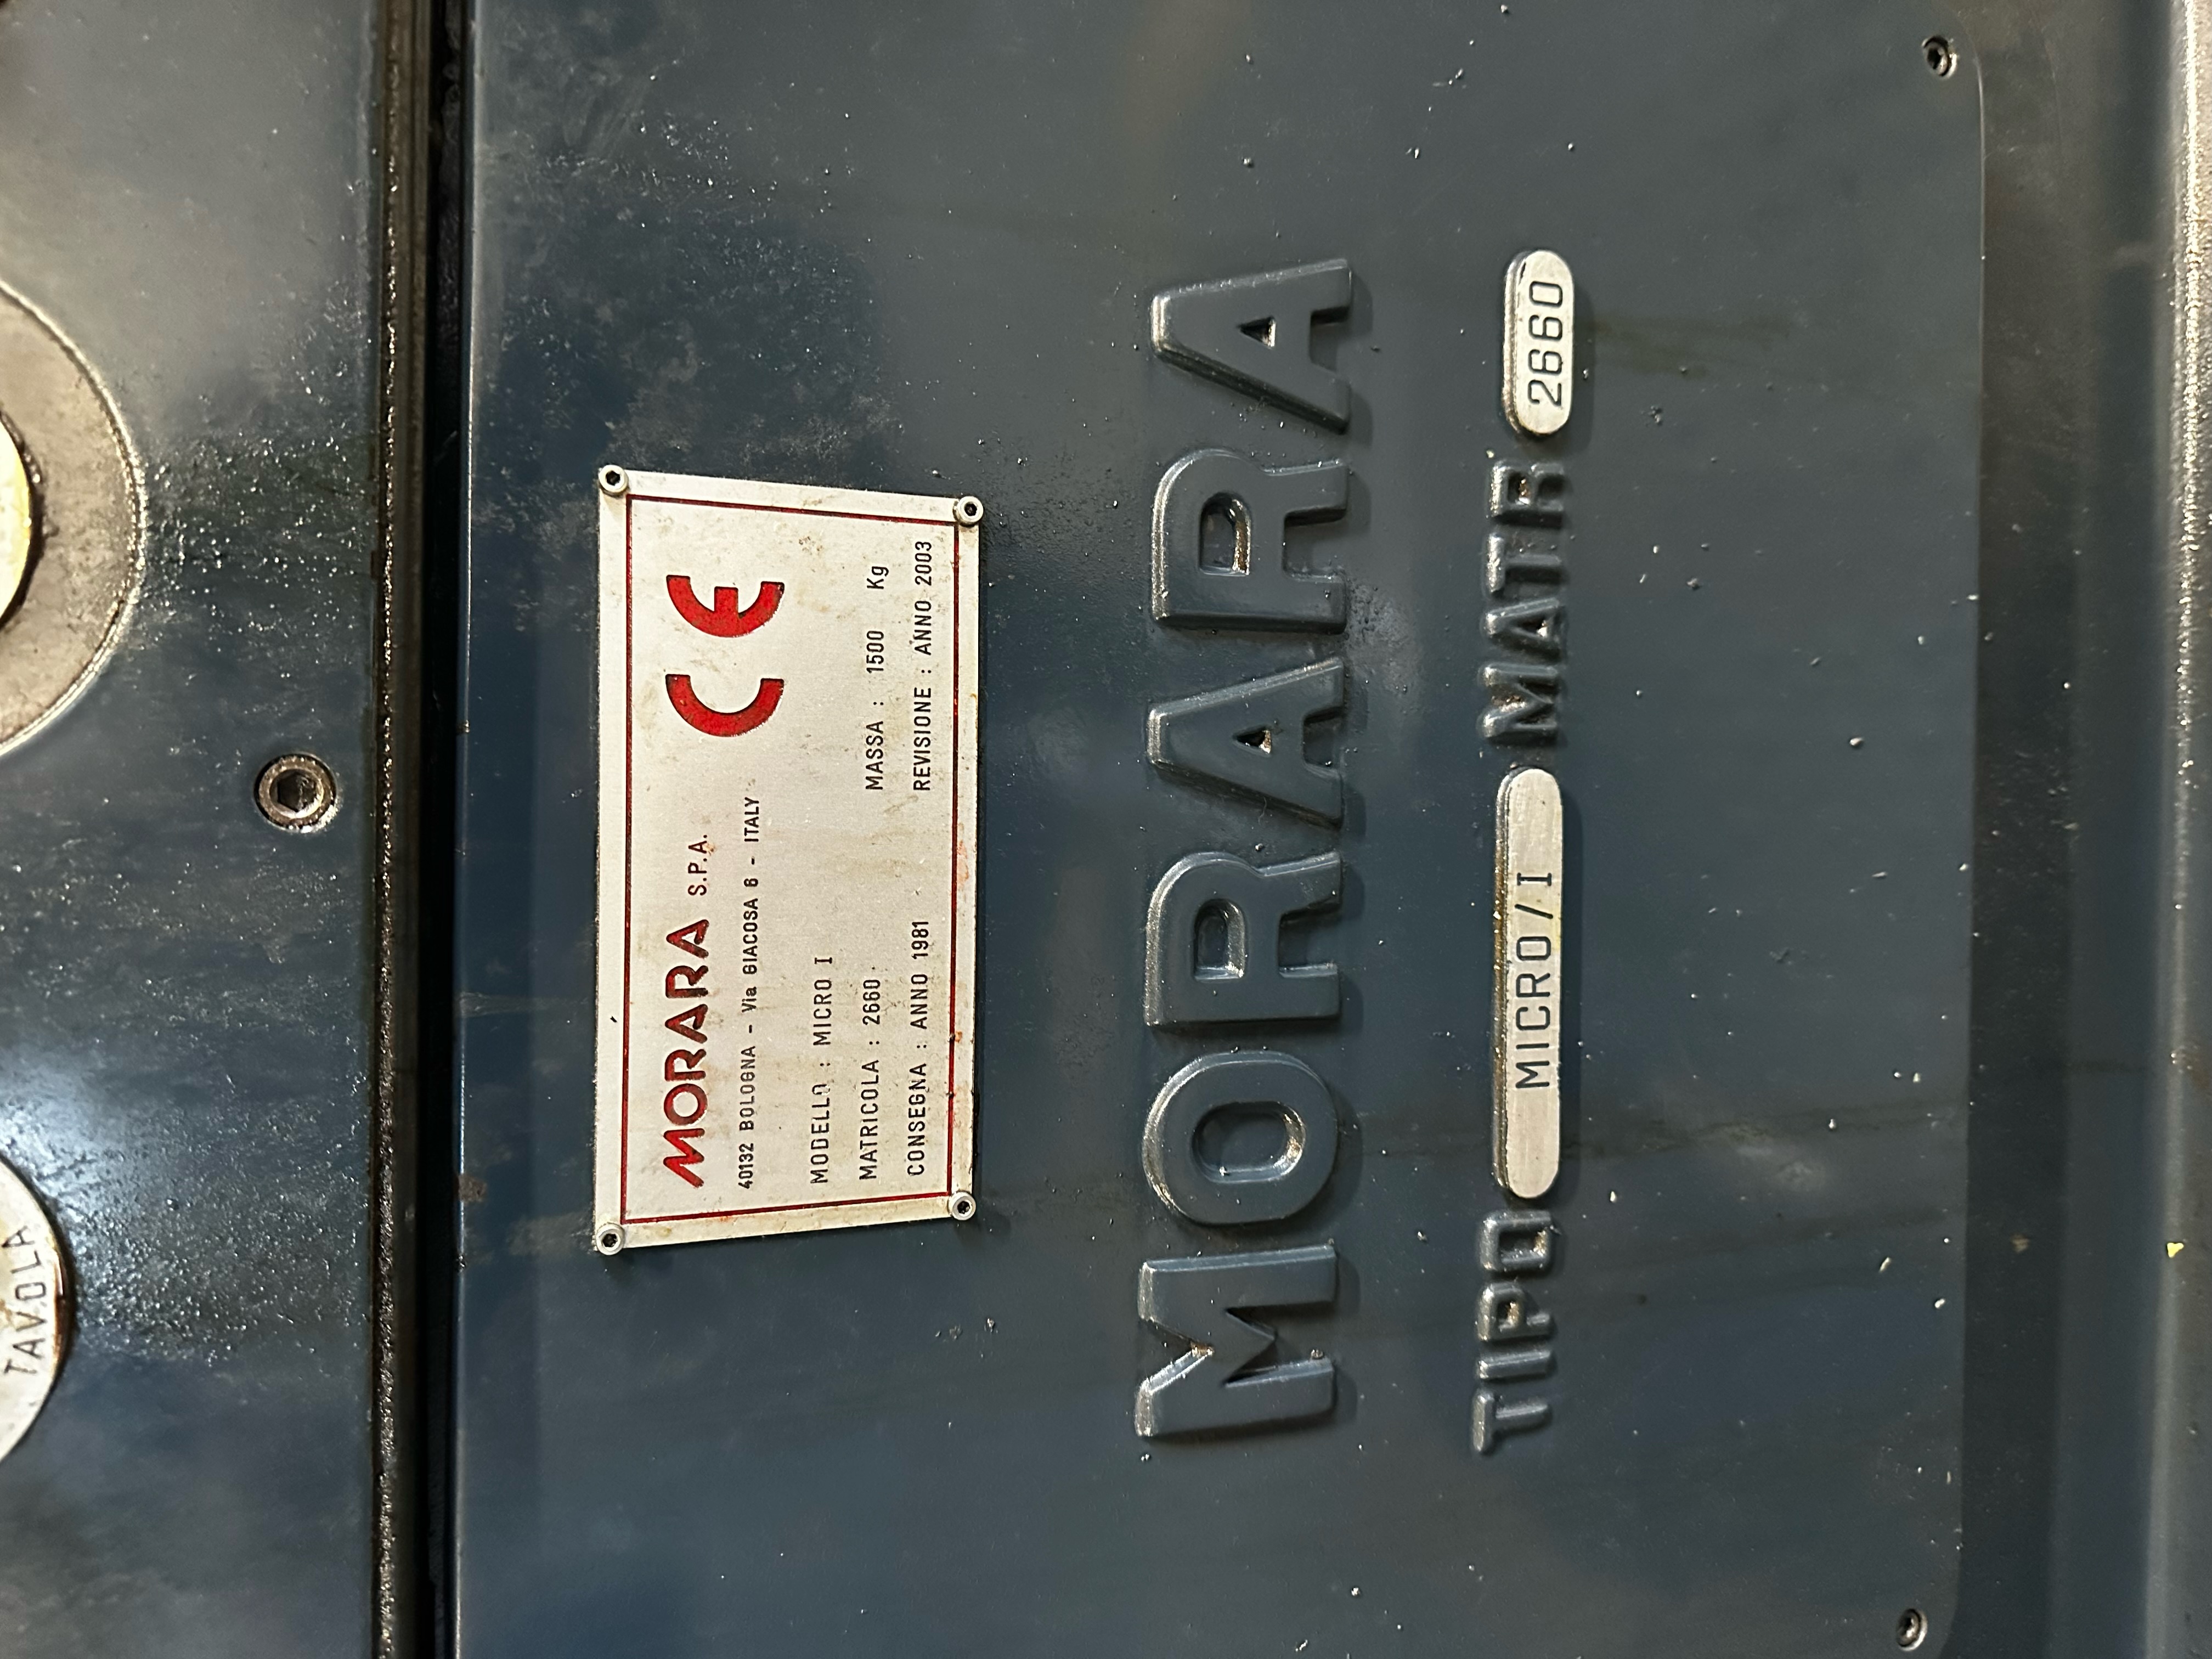 TAVOLA
MORARA S.P.A. CE
40132 BOLOGNA - Via GIACOSA 6 - ITALY
MODELLO : MICRO I
MATRICOLA : 2660 MASSA : 1500 Kg
CONSEGNA : ANNO 1981 REVISIONE : ANNO 2003
MORARA
TIPO MICRO/I MATR 2660